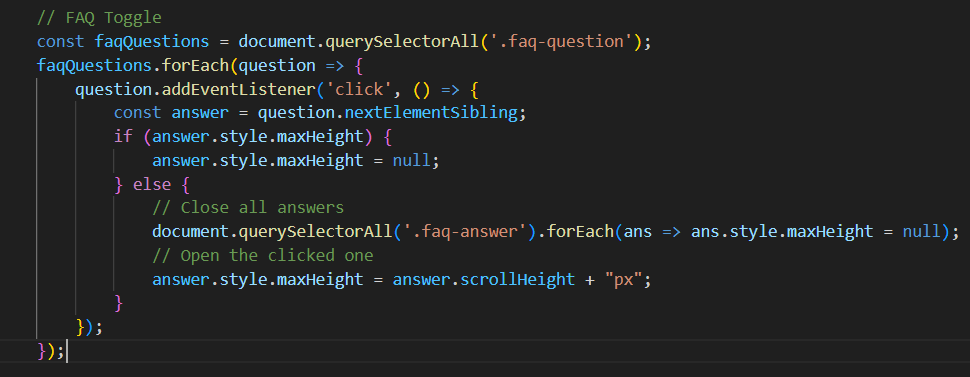 // FAQ Toggle
const faqQuestions = document.querySelectorAll('.faq-question');
faqQuestions.forEach(question => {
    question.addEventListener('click', () => {
        const answer = question.nextElementSibling;
        if (answer.style.maxHeight) {
            answer.style.maxHeight = null;
        } else {
            // Close all answers
            document.querySelectorAll('.faq-answer').forEach(ans => ans.style.maxHeight = null);
            // Open the clicked one
            answer.style.maxHeight = answer.scrollHeight + "px";
        }
    });
});